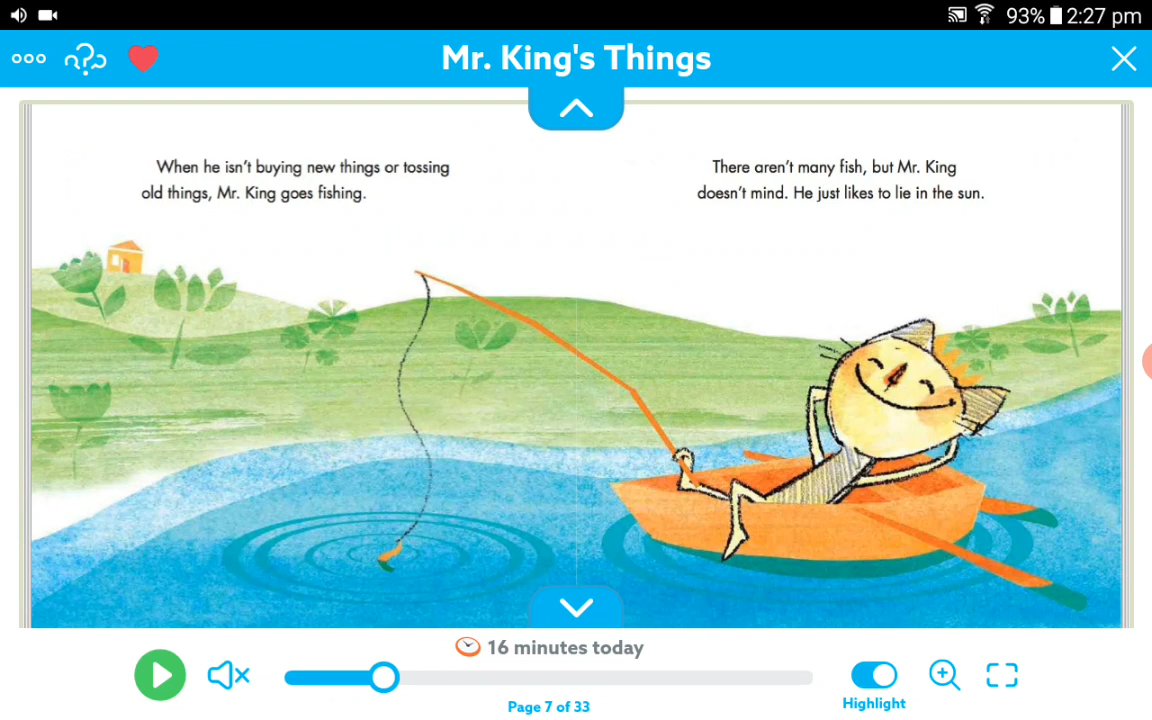 93% 2:27 pm
Mr. King's Things
When he isn't buying new things or tossing
old things, Mr. King goes fishing.
There aren't many fish, but Mr. King
doesn't mind. He just likes to lie in the sun.
16 minutes today
Page 7 of 33
Highlight